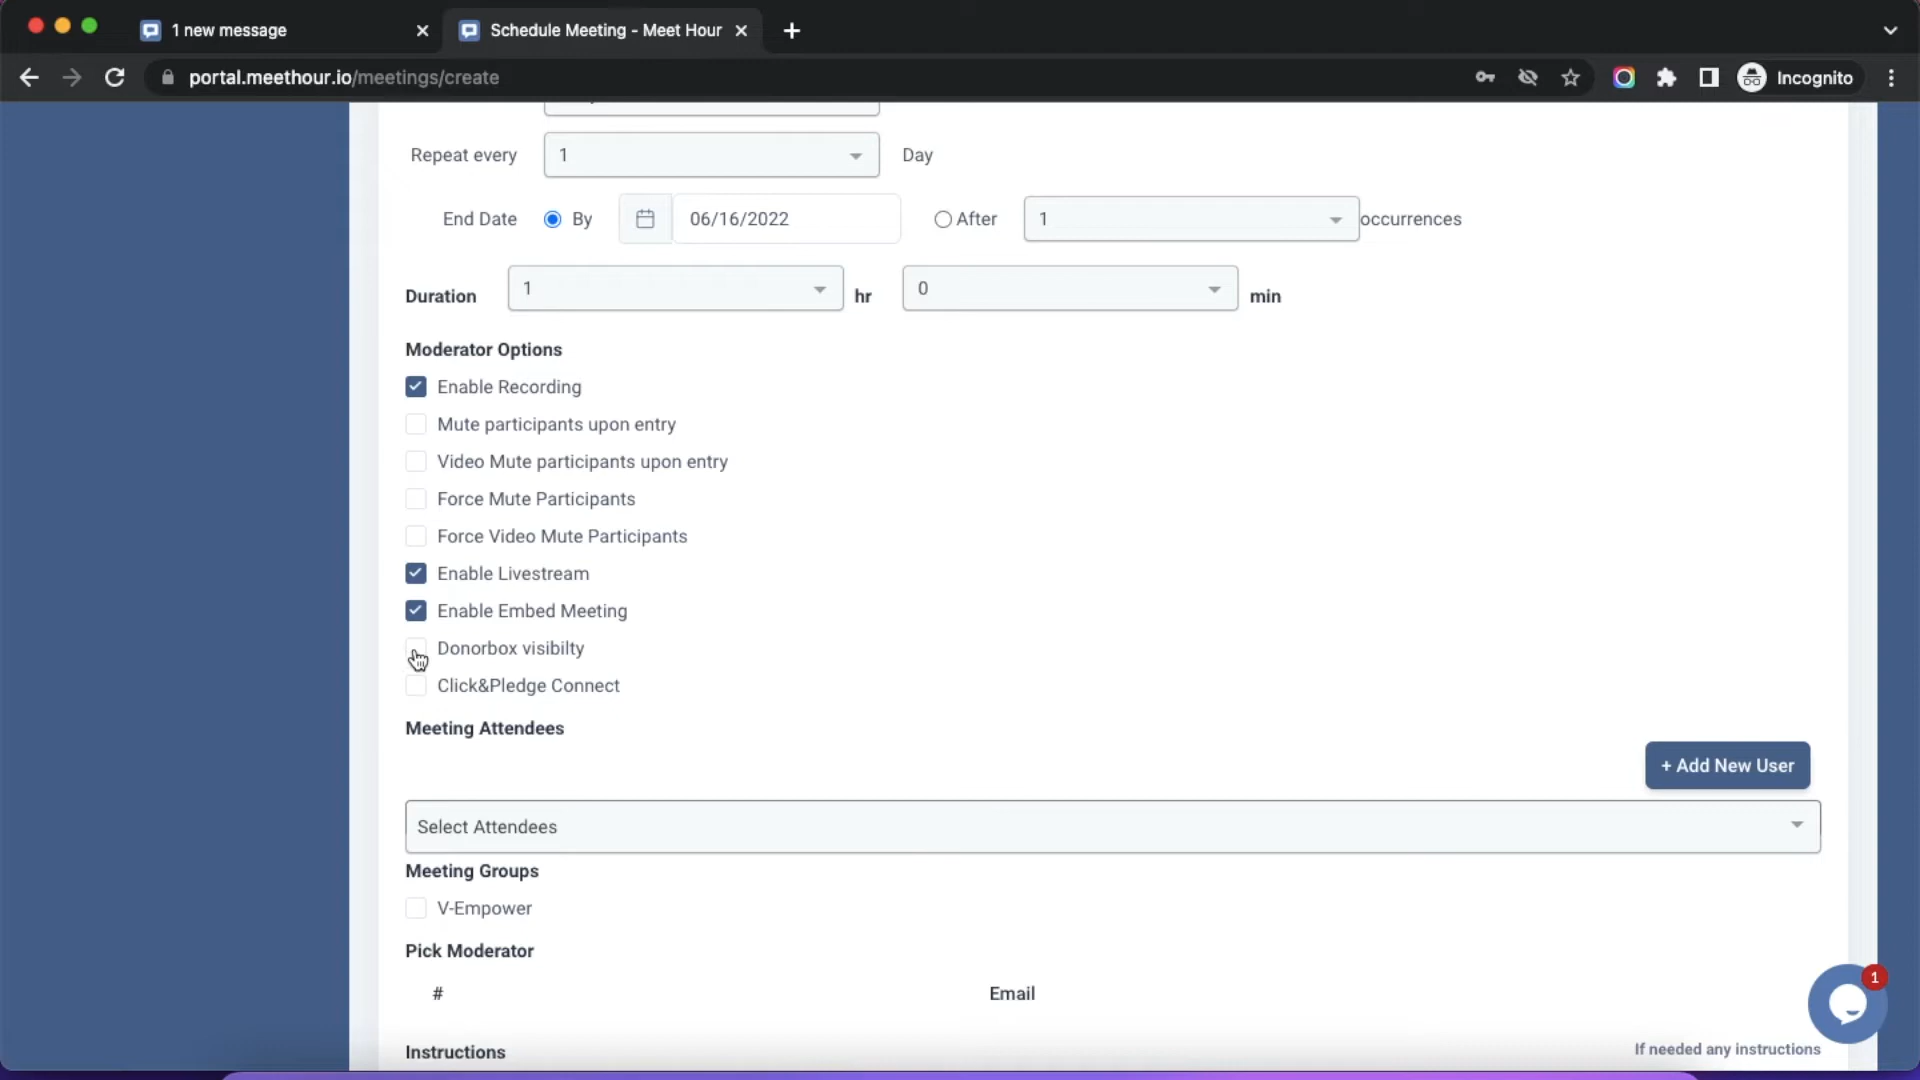 1 new message
Schedule Meeting - Meet Hour
portal.meethour.io/meetings/create
Incognito
Repeat every 1 Day
End Date By 06/16/2022 After 1 occurrences
Duration 1 hr 0 min
Moderator Options
Enable Recording
Mute participants upon entry
Video Mute participants upon entry
Force Mute Participants
Force Video Mute Participants
Enable Livestream
Enable Embed Meeting
Donorbox visibilty
Click&Pledge Connect
Meeting Attendees
+ Add New User
Select Attendees
Meeting Groups
V-Empower
Pick Moderator
# Email
1
Instructions If needed any instructions